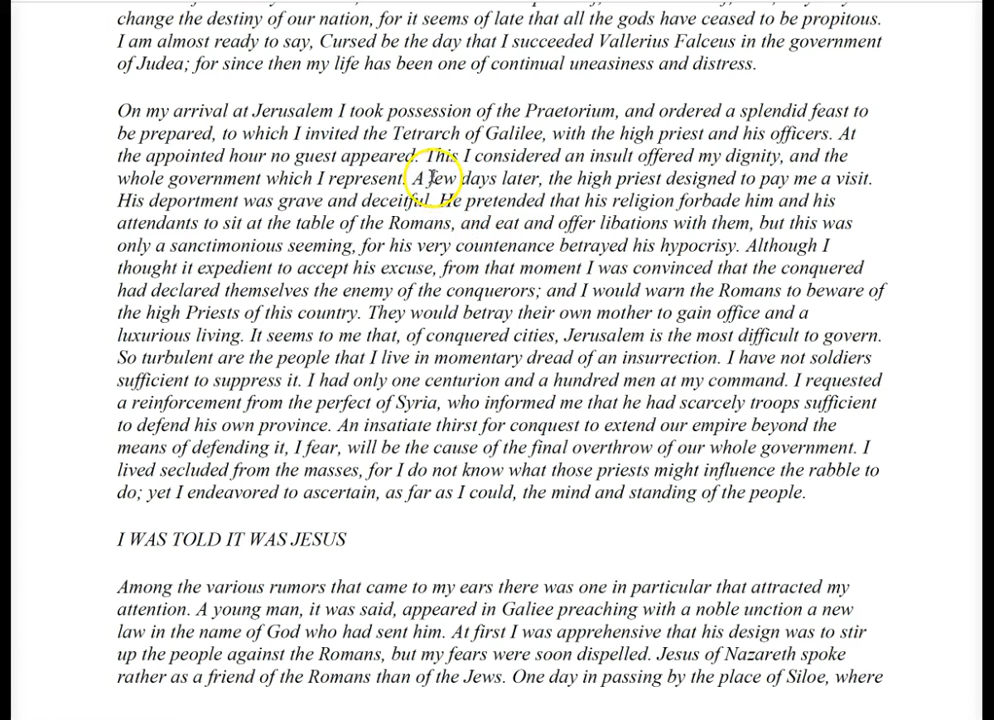 change the destiny of our nation, for it seems of late that all the gods have ceased to be propitous.
I am almost ready to say, Cursed be the day that I succeeded Vallerius Falceus in the government
of Judea; for since then my life has been one of continual uneasiness and distress.
On my arrival at Jerusalem I took possession of the Praetorium, and ordered a splendid feast to
be prepared, to which I invited the Tetrarch of Galilee, with the high priest and his officers. At
the appointed hour no guest appeared. This I considered an insult offered my dignity, and the
whole government which I represent. A few days later, the high priest designed to pay me a visit.
His deportment was grave and deceitful. He pretended that his religion forbade him and his
attendants to sit at the table of the Romans, and eat and offer libations with them, but this was
only a sanctimonious seeming, for his very countenance betrayed his hypocrisy. Although I
thought it expedient to accept his excuse, from that moment I was convinced that the conquered
had declared themselves the enemy of the conquerors; and I would warn the Romans to beware of
the high Priests of this country. They would betray their own mother to gain office and a
luxurious living. It seems to me that, of conquered cities, Jerusalem is the most difficult to govern.
So turbulent are the people that I live in momentary dread of an insurrection. I have not soldiers
sufficient to suppress it. I had only one centurion and a hundred men at my command. I requested
a reinforcement from the perfect of Syria, who informed me that he had scarcely troops sufficient
to defend his own province. An insatiate thirst for conquest to extend our empire beyond the
means of defending it, I fear, will be the cause of the final overthrow of our whole government. I
lived secluded from the masses, for I do not know what those priests might influence the rabble to
do; yet I endeavored to ascertain, as far as I could, the mind and standing of the people.
I WAS TOLD IT WAS JESUS
Among the various rumors that came to my ears there was one in particular that attracted my
attention. A young man, it was said, appeared in Galiee preaching with a noble unction a new
law in the name of God who had sent him. At first I was apprehensive that his design was to stir
up the people against the Romans, but my fears were soon dispelled. Jesus of Nazareth spoke
rather as a friend of the Romans than of the Jews. One day in passing by the place of Siloe, where